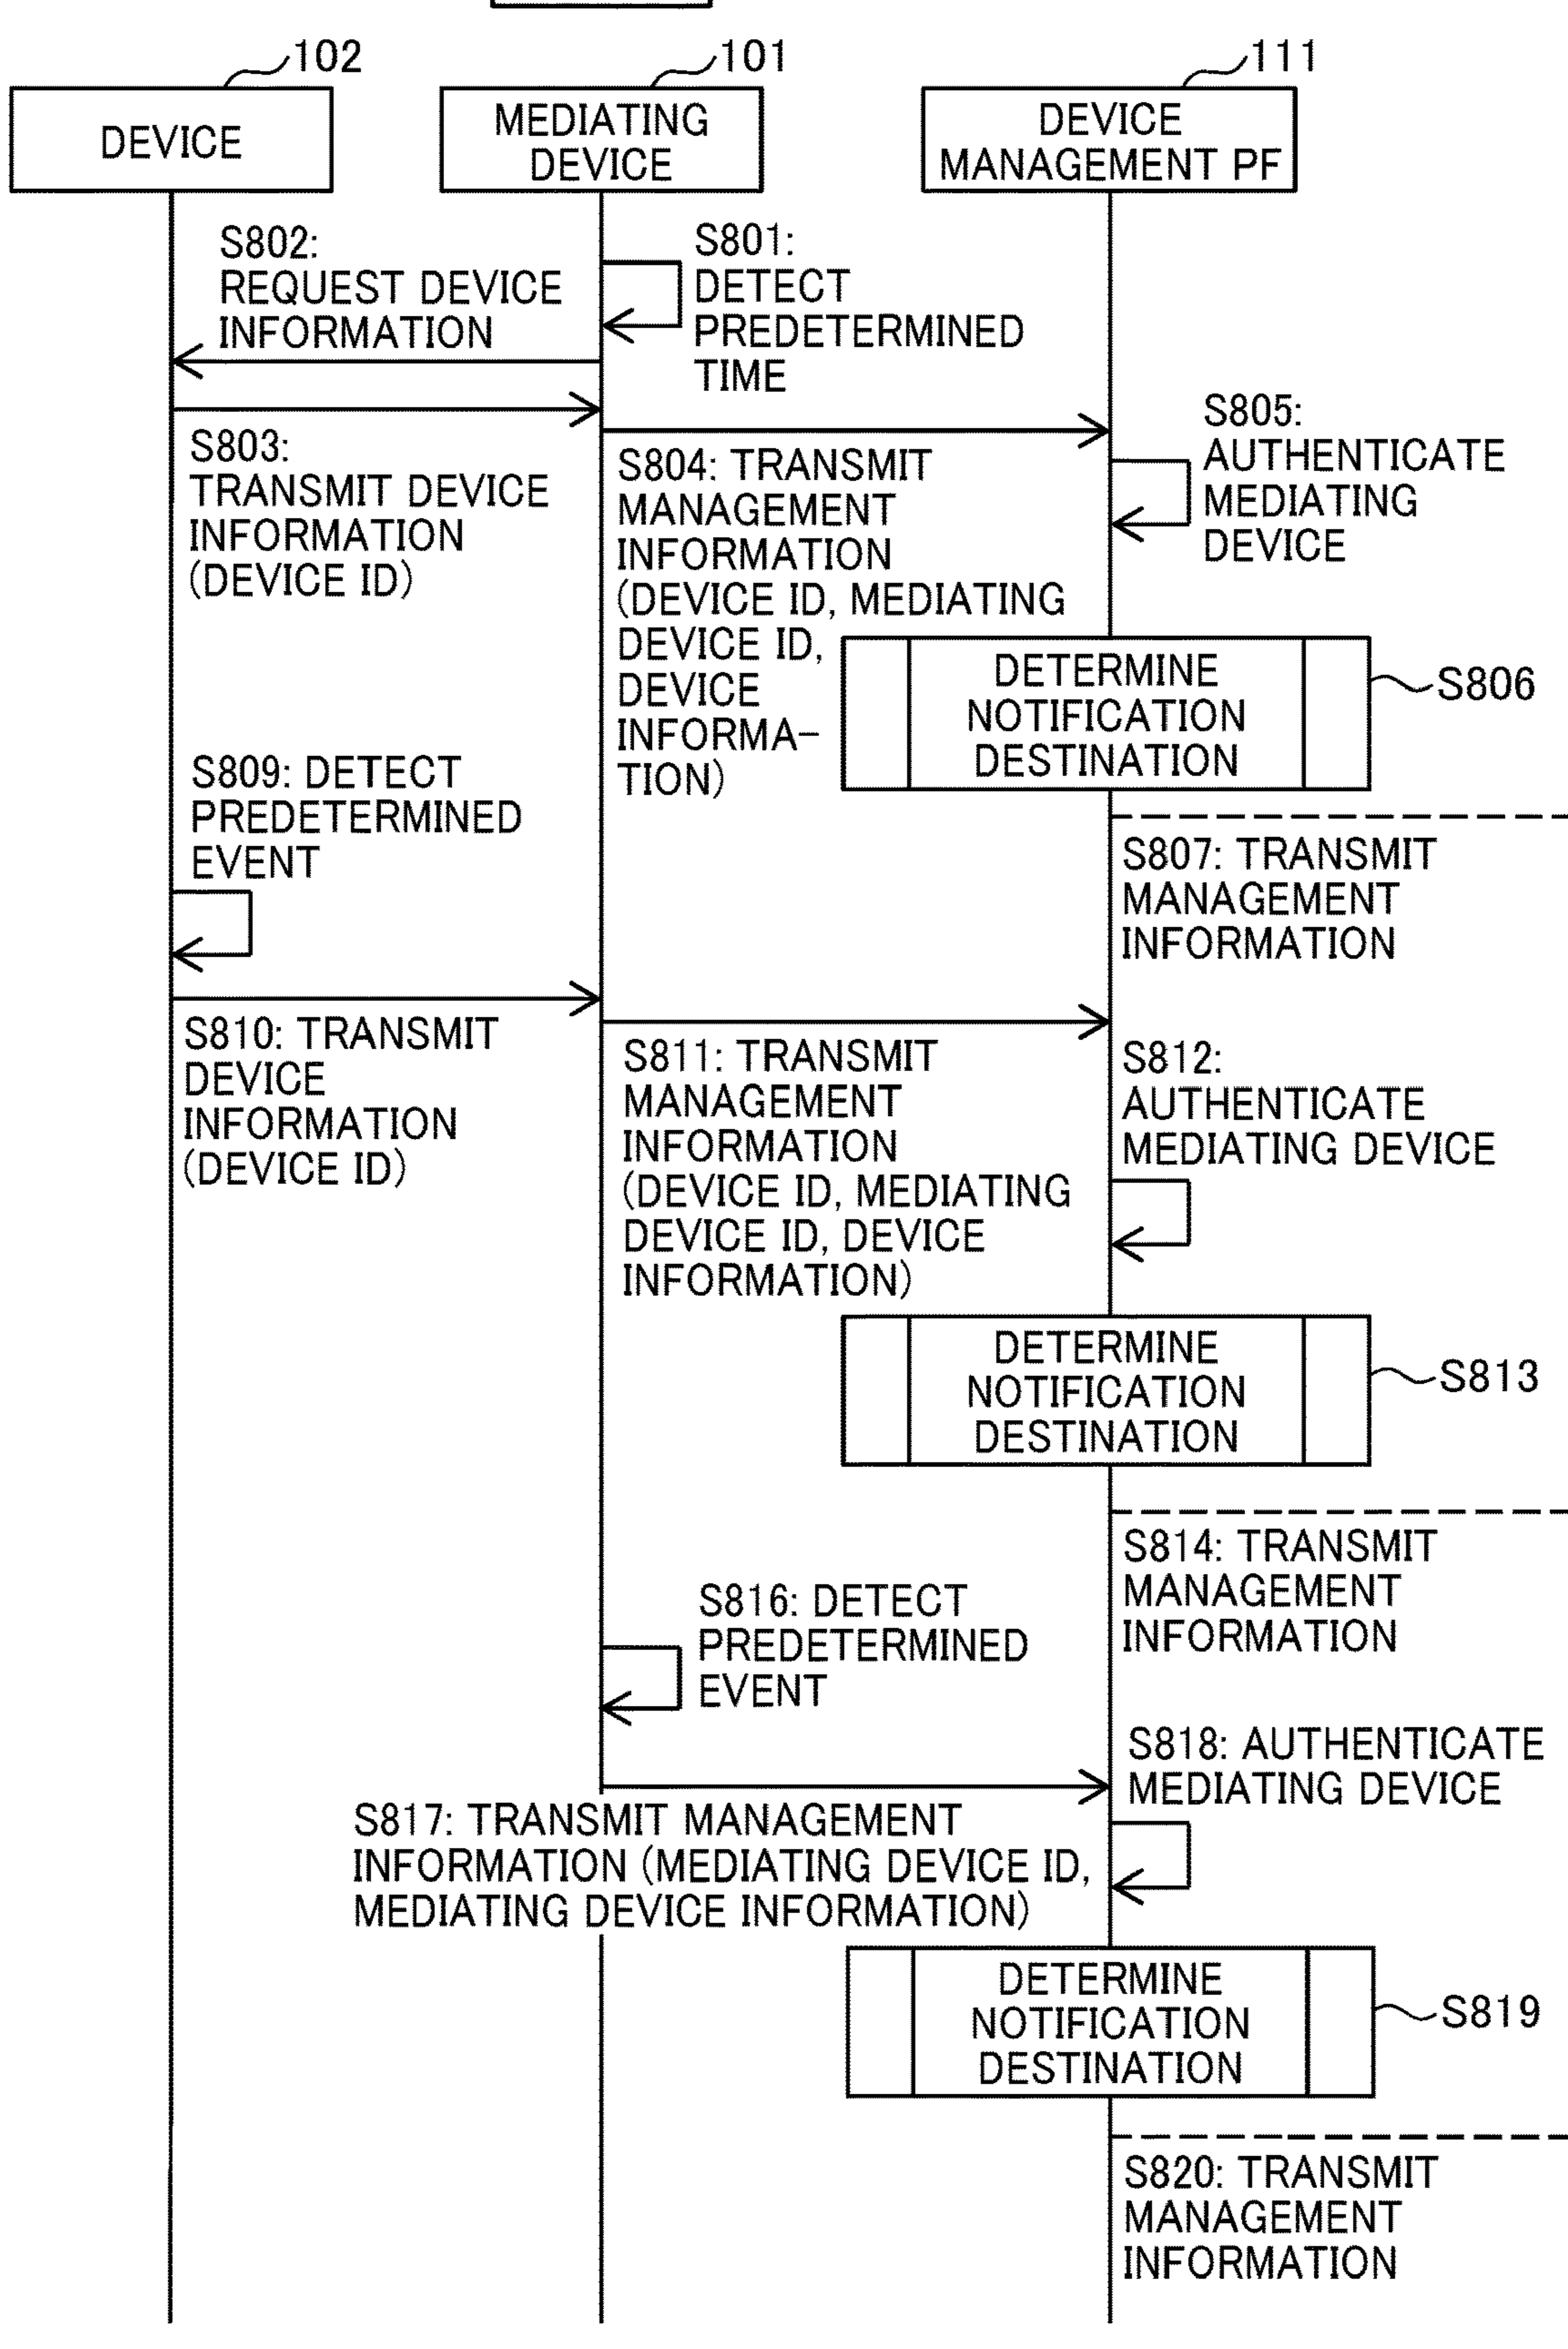 102
101
111
DEVICE
MEDIATING
DEVICE
DEVICE
MANAGEMENT PF
S802:
REQUEST DEVICE
INFORMATION
S801:
DETECT
PREDETERMINED
TIME
S803:
TRANSMIT DEVICE
INFORMATION
(DEVICE ID)
S804: TRANSMIT
MANAGEMENT
INFORMATION
(DEVICE ID, MEDIATING
DEVICE ID,
DEVICE
INFORMA-
TION)
S805:
AUTHENTICATE
MEDIATING
DEVICE
DETERMINE
NOTIFICATION
DESTINATION
S806
S807: TRANSMIT
MANAGEMENT
INFORMATION
S809: DETECT
PREDETERMINED
EVENT
S810: TRANSMIT
DEVICE
INFORMATION
(DEVICE ID)
S811: TRANSMIT
MANAGEMENT
INFORMATION
(DEVICE ID, MEDIATING
DEVICE ID, DEVICE
INFORMATION)
S812:
AUTHENTICATE
MEDIATING DEVICE
DETERMINE
NOTIFICATION
DESTINATION
S813
S814: TRANSMIT
MANAGEMENT
INFORMATION
S816: DETECT
PREDETERMINED
EVENT
S817: TRANSMIT MANAGEMENT
INFORMATION (MEDIATING DEVICE ID,
MEDIATING DEVICE INFORMATION)
S818: AUTHENTICATE
MEDIATING DEVICE
DETERMINE
NOTIFICATION
DESTINATION
S819
S820: TRANSMIT
MANAGEMENT
INFORMATION